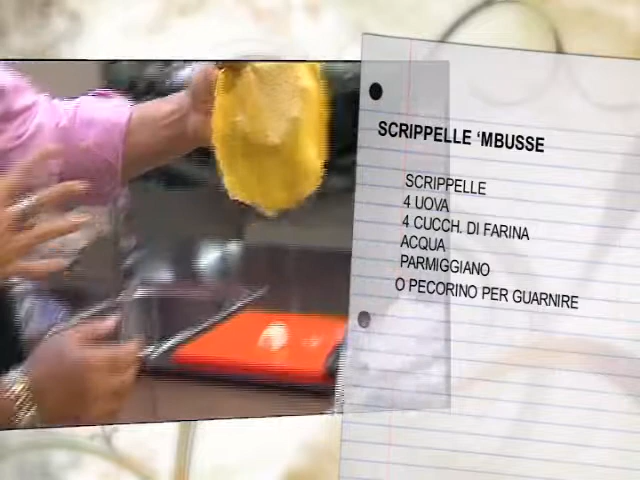 SCRIPPELLE ‘MBUSSE
SCRIPPELLE
4 UOVA
4 CUCCH. DI FARINA
ACQUA
PARMIGGIANO
O PECORINO PER GUARNIRE